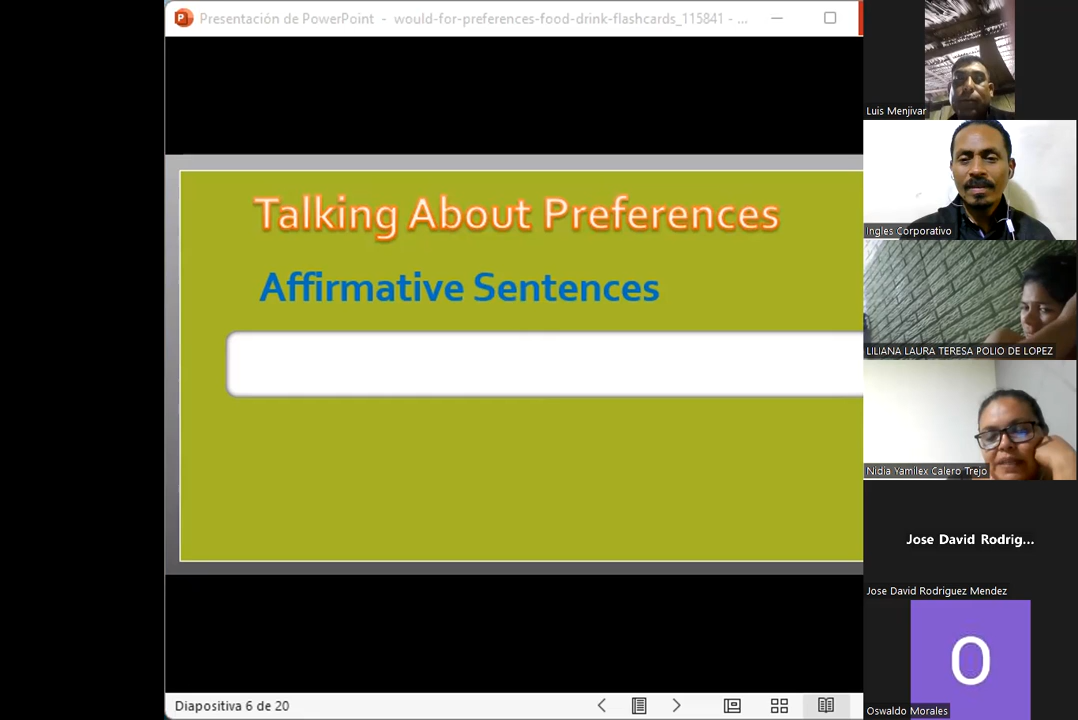 Presentación de PowerPoint - would-for-preferences-food-drink-flashcards_115841 - ...
Talking About Preferences
Affirmative Sentences
Diapositiva 6 de 20
Luis Menjivar
Ingles Corporativo
LILIANA LAURA TERESA POLIO DE LOPEZ
Nidia Yamilex Calero Trejo
Jose David Rodrig...
Jose David Rodriguez Mendez
O
Oswaldo Morales